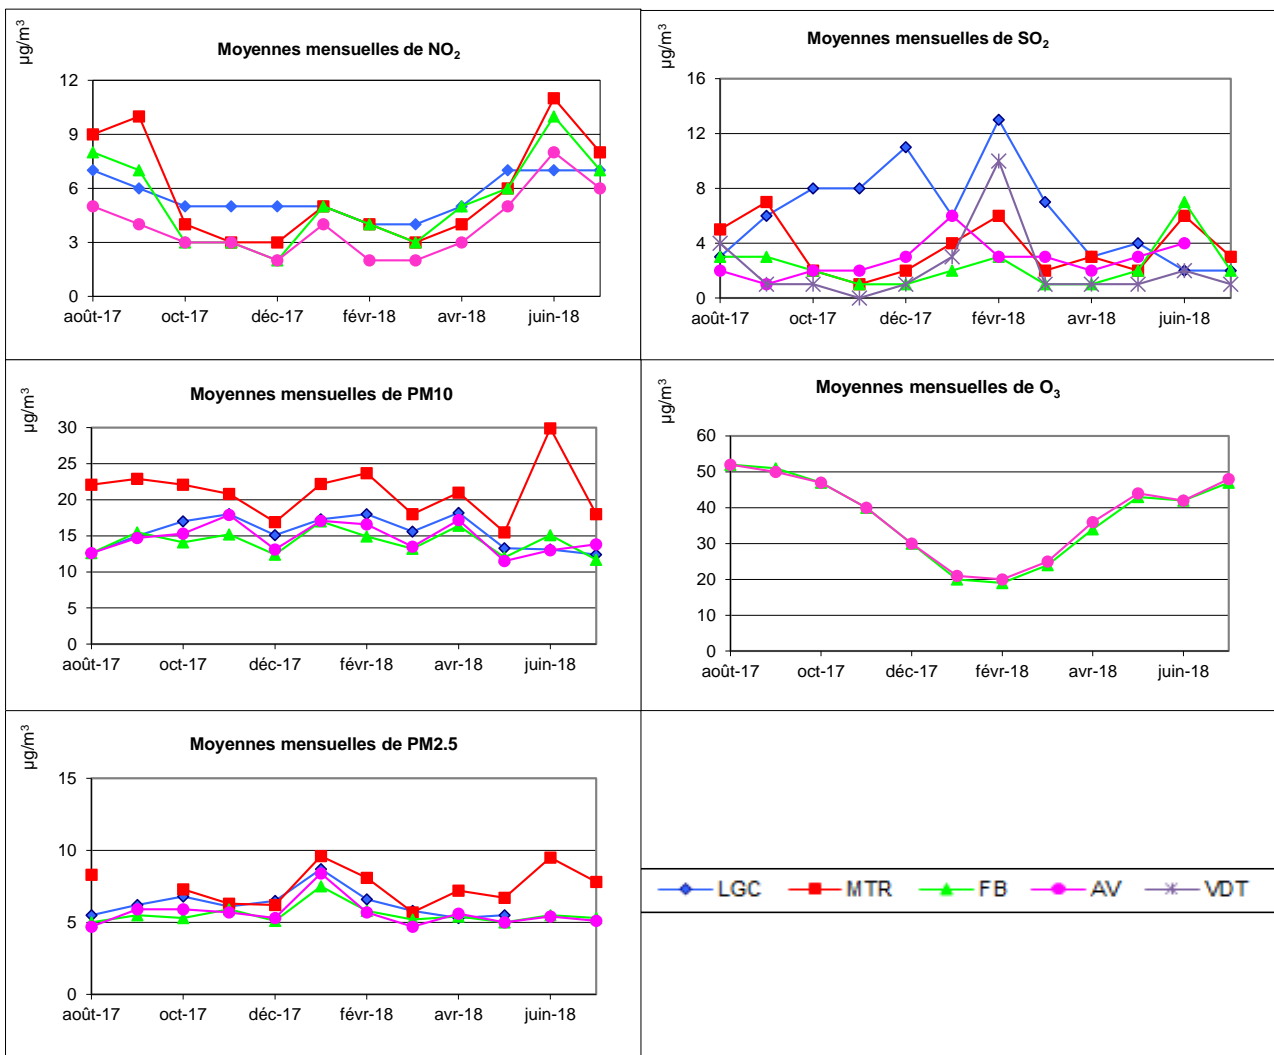 µg/m³
Moyennes mensuelles de NO₂
12
9
6
3
0
août-17 oct-17 déc-17 févr-18 avr-18 juin-18
µg/m³
Moyennes mensuelles de SO₂
16
12
8
4
0
août-17 oct-17 déc-17 févr-18 avr-18 juin-18
µg/m³
Moyennes mensuelles de PM10
30
25
20
15
10
5
0
août-17 oct-17 déc-17 févr-18 avr-18 juin-18
µg/m³
Moyennes mensuelles de O₃
60
50
40
30
20
10
0
août-17 oct-17 déc-17 févr-18 avr-18 juin-18
µg/m³
Moyennes mensuelles de PM2.5
15
10
5
0
août-17 oct-17 déc-17 févr-18 avr-18 juin-18
LGC MTR FB AV VDT